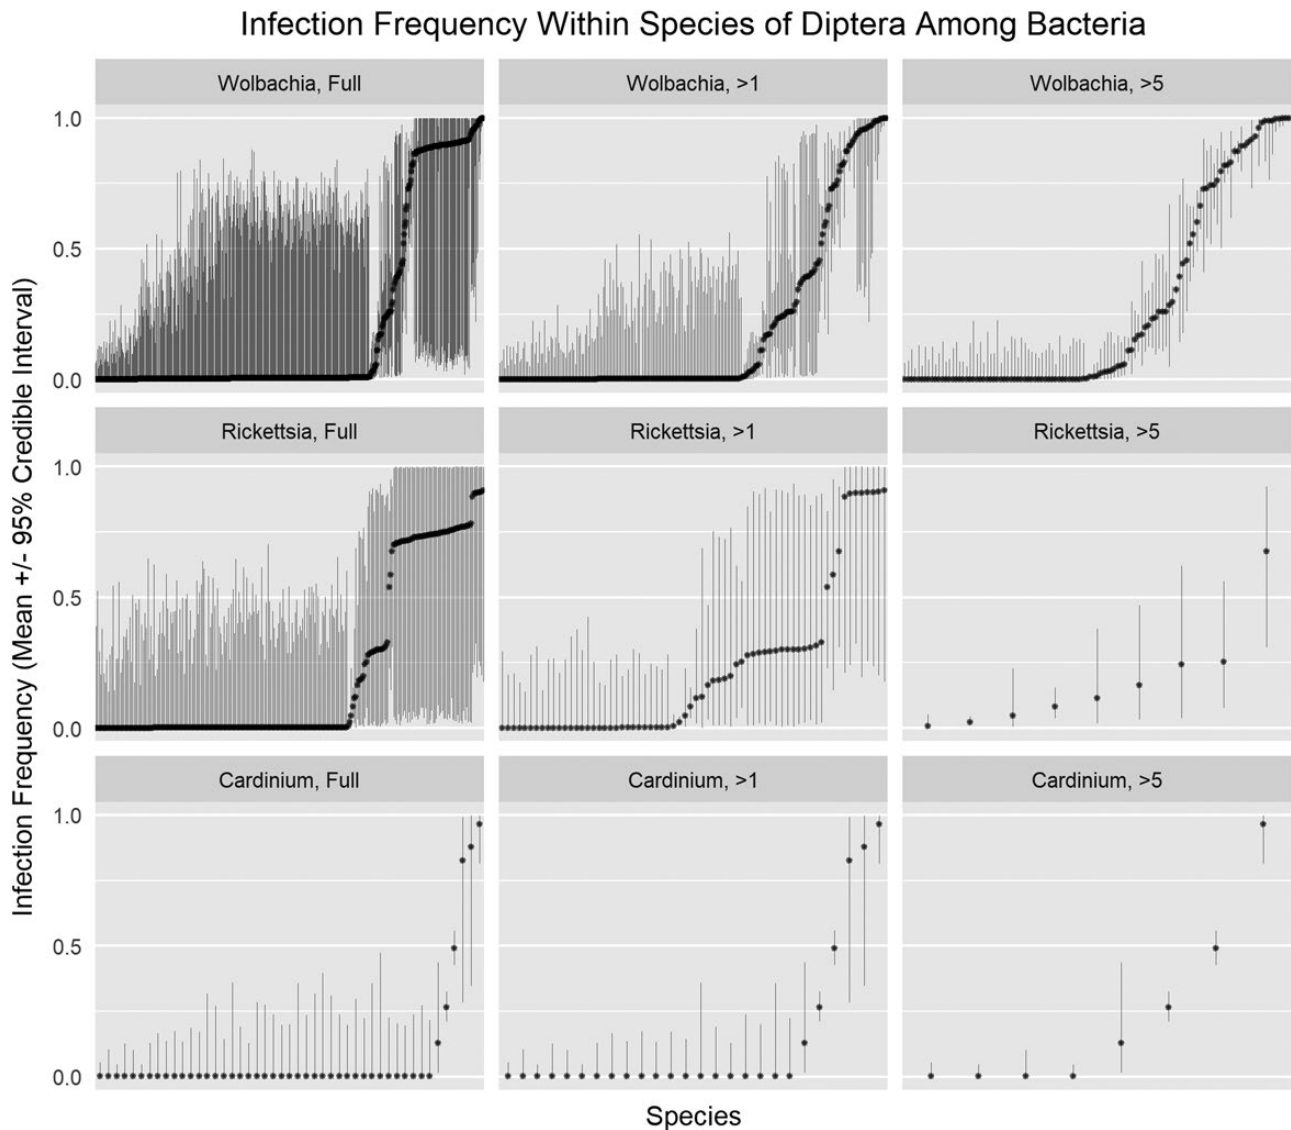 Infection Frequency Within Species of Diptera Among Bacteria
Infection Frequency (Mean +/- 95% Credible Interval)
Wolbachia, Full
Wolbachia, >1
Wolbachia, >5
1.0
0.5
0.0
Rickettsia, Full
Rickettsia, >1
Rickettsia, >5
1.0
0.5
0.0
Cardinium, Full
Cardinium, >1
Cardinium, >5
1.0
0.5
0.0
Species